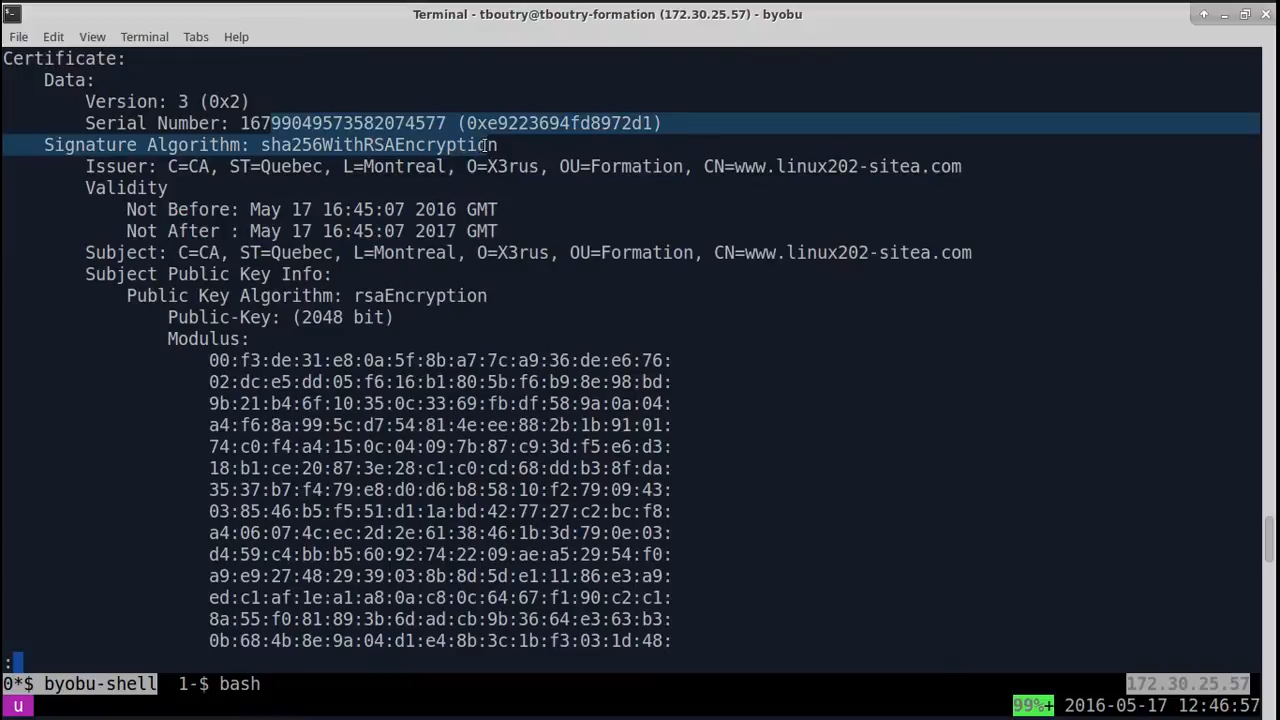 Terminal - tboutry@tboutry-formation (172.30.25.57) - byobu
File Edit View Terminal Tabs Help
Certificate:
Data:
Version: 3 (0x2)
Serial Number: 16799049573582074577 (0xe9223694fd8972d1)
Signature Algorithm: sha256WithRSAEncryption
Issuer: C=CA, ST=Quebec, L=Montreal, O=X3rus, OU=Formation, CN=www.linux202-sitea.com
Validity
Not Before: May 17 16:45:07 2016 GMT
Not After : May 17 16:45:07 2017 GMT
Subject: C=CA, ST=Quebec, L=Montreal, O=X3rus, OU=Formation, CN=www.linux202-sitea.com
Subject Public Key Info:
Public Key Algorithm: rsaEncryption
Public-Key: (2048 bit)
Modulus:
00:f3:de:31:e8:0a:5f:8b:a7:7c:a9:36:de:e6:76:
02:dc:e5:dd:05:f6:16:b1:80:5b:f6:b9:8e:98:bd:
9b:21:b4:6f:10:35:0c:33:69:fb:df:58:9a:0a:04:
a4:f6:8a:99:5c:d7:54:81:4e:ee:88:2b:1b:91:01:
74:c0:f4:a4:15:0c:04:09:7b:87:c9:3d:f5:e6:d3:
18:b1:ce:20:87:3e:28:c1:c0:cd:68:dd:b3:8f:da:
35:37:b7:f4:79:e8:d0:d6:b8:58:10:f2:79:09:43:
03:85:46:b5:f5:51:d1:1a:bd:42:77:27:c2:bc:f8:
a4:06:07:4c:ec:2d:2e:61:38:46:1b:3d:79:0e:03:
d4:59:c4:bb:b5:60:92:74:22:09:ae:a5:29:54:f0:
a9:e9:27:48:29:39:03:8b:8d:5d:e1:11:86:e3:a9:
ed:c1:af:1e:a1:a8:0a:c8:0c:64:67:f1:90:c2:c1:
8a:55:f0:81:89:3b:6d:ad:cb:9b:36:64:e3:63:b3:
0b:68:4b:8e:9a:04:d1:e4:8b:3c:1b:f3:03:1d:48:
:
0*$ byobu-shell 1-$ bash 172.30.25.57
u 99%+ 2016-05-17 12:46:57